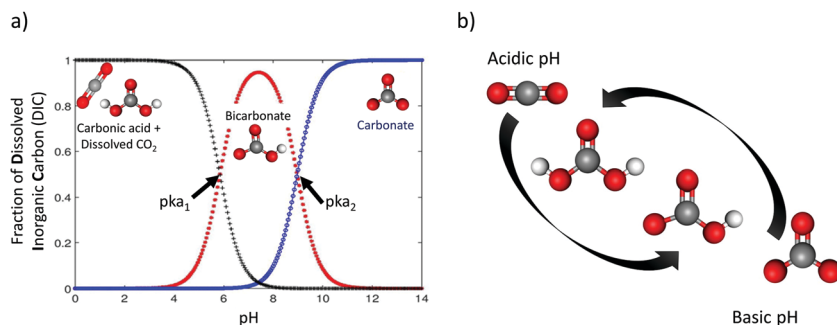 a)
Fraction of Dissolved
Inorganic Carbon (DIC)
1
0.8
0.6
0.4
0.2
0
Carbonic acid +
Dissolved CO₂
Bicarbonate
Carbonate
pka₁
pka₂
0 2 4 6 8 10 12 14
pH
b)
Acidic pH
Basic pH